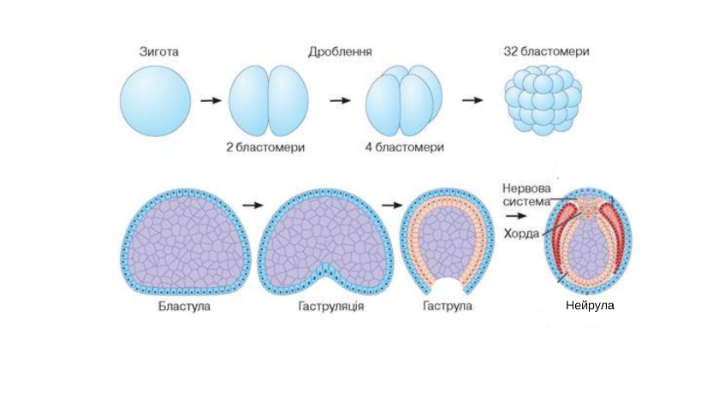 Зигота
Дроблення
32 бластомери
2 бластомери
4 бластомери
Нервова
система
Хорда
Бластула
Гаструляція
Гаструла
Нейрула